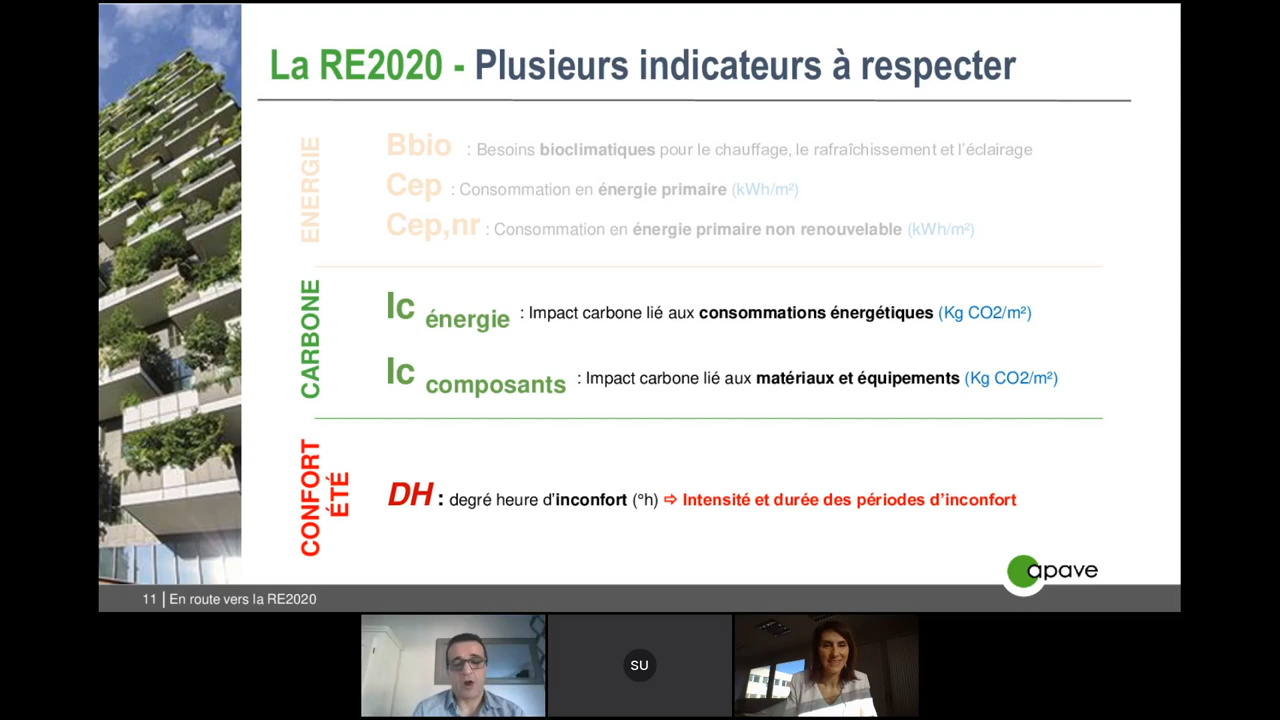 La RE2020 - Plusieurs indicateurs à respecter
ENERGIE
Bbio : Besoins bioclimatiques pour le chauffage, le rafraîchissement et l'éclairage
Cep : Consommation en énergie primaire (kWh/m²)
Cep,nr : Consommation en énergie primaire non renouvelable (kWh/m²)
CARBONE
Ic énergie : Impact carbone lié aux consommations énergétiques (Kg CO2/m²)
Ic composants : Impact carbone lié aux matériaux et équipements (Kg CO2/m²)
CONFORT
ÉTÉ
DH : degré heure d'inconfort (°h) ⇨ Intensité et durée des périodes d'inconfort
apave
11 | En route vers la RE2020
SU